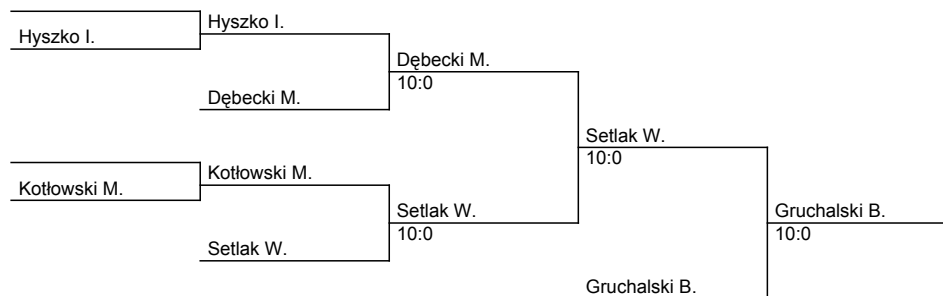 Hyszko I.
Hyszko I.
Dębecki M.
10:0
Dębecki M.
Setlak W.
10:0
Kotłowski M.
Kotłowski M.
Setlak W.
10:0
Gruchalski B.
10:0
Setlak W.
Gruchalski B.